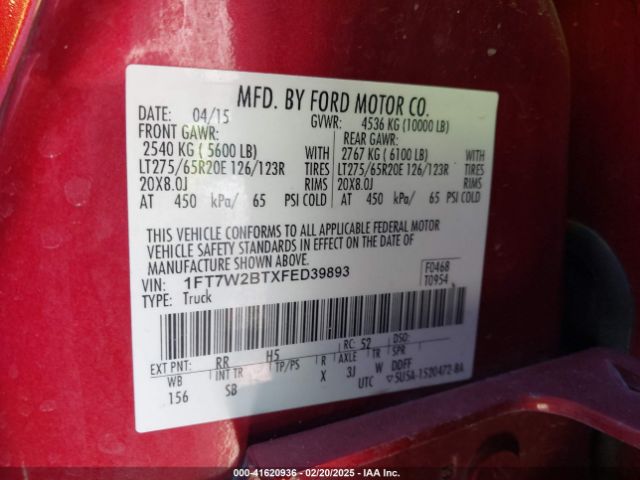 MFD. BY FORD MOTOR CO.
DATE: 04/15 GVWR: 4536 KG (10000 LB)
FRONT GAWR: REAR GAWR:
2540 KG ( 5600 LB) WITH 2767 KG ( 6100 LB) WITH
LT275/65R20E 126/123R TIRES LT275/65R20E 126/123R TIRES
20X8.0J RIMS 20X8.0J RIMS
AT 450 kPa/ 65 PSI COLD AT 450 kPa/ 65 PSI COLD
THIS VEHICLE CONFORMS TO ALL APPLICABLE FEDERAL MOTOR
VEHICLE SAFETY STANDARDS IN EFFECT ON THE DATE OF
MANUFACTURE SHOWN ABOVE.
VIN: 1FT7W2BTXFED39893 F0468
TYPE: Truck T0954
EXT PNT: RR H5 RC: 52 DSO:
WB INT TR TP/PS R AXLE TR SPR
156 SB X 3J W DDFF
UTC ▽5U5A-1520472-BA
000-41620936 - 02/20/2025 - IAA Inc.